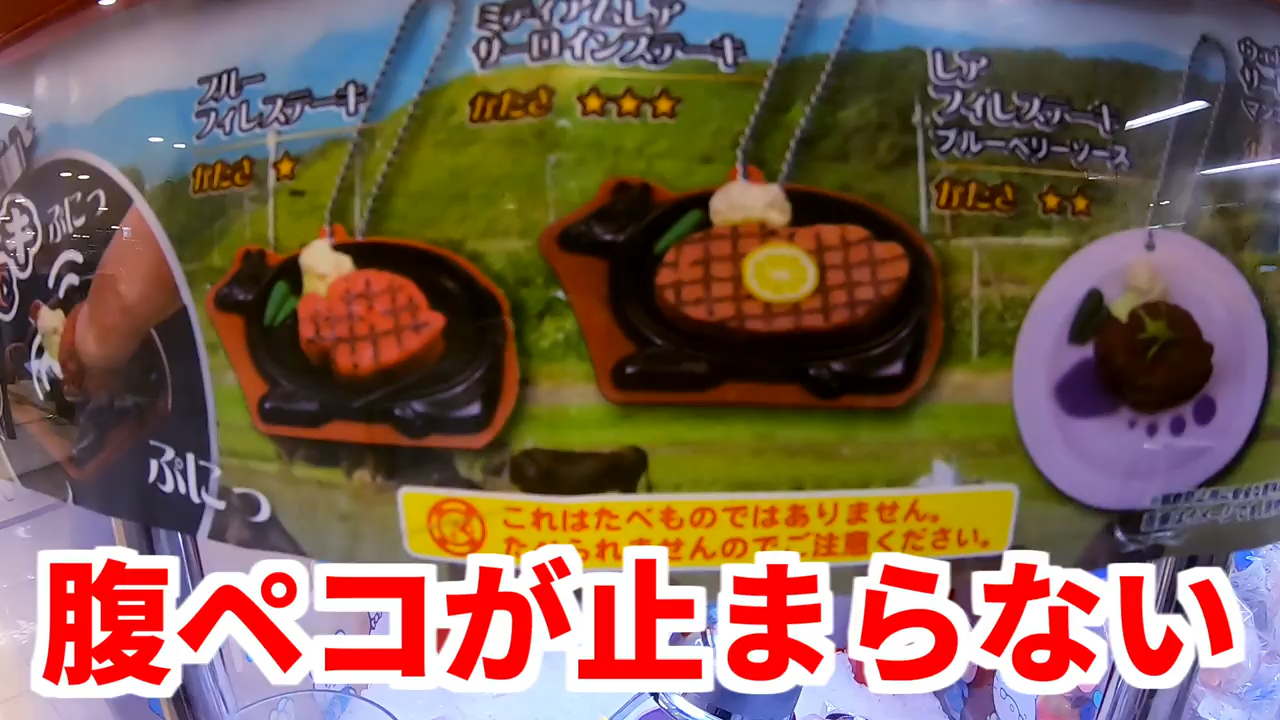 ミディアムレア
サーロインステーキ
かたさ ★★★
ブルー
フィレステーキ
かたさ ★
レア
フィレステーキ
ブルーベリーソース
かたさ ★★
キ
ぷにっ
ぷにっ
これはたべものではありません。
たべられませんのでご注意ください。
腹ペコが止まらない